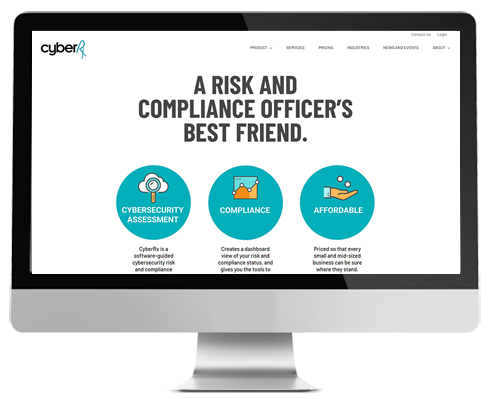 Contact Us Login
cyberRx
PRODUCT SERVICES PRICING INDUSTRIES NEWS AND EVENTS ABOUT
A RISK AND
COMPLIANCE OFFICER'S
BEST FRIEND.
CYBERSECURITY
ASSESSMENT
COMPLIANCE
AFFORDABLE
CyberRx is a
software-guided
cybersecurity risk
and compliance
Creates a dashboard
view of your risk and
compliance status, and
gives you the tools to
Priced so that every
small and mid-sized
business can be sure
where they stand.